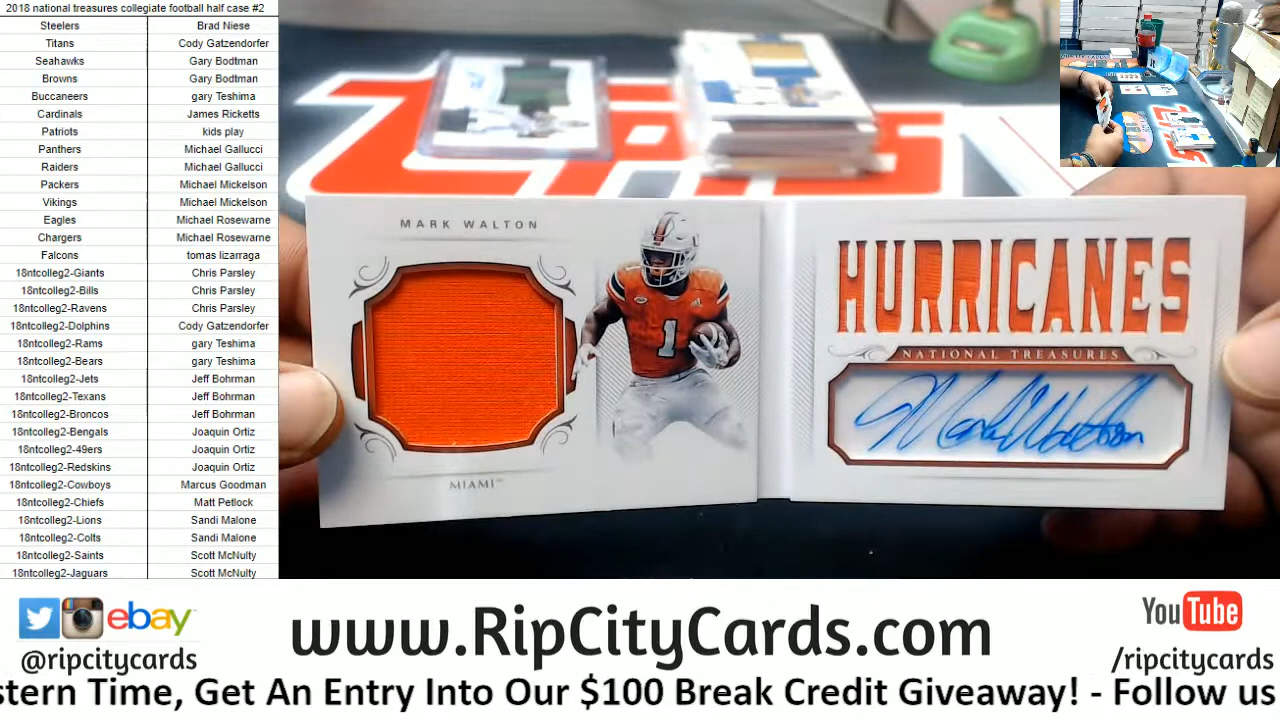 2018 national treasures collegiate football half case #2
Steelers Brad Niese
Titans Cody Gatzendorfer
Seahawks Gary Bodtman
Browns Gary Bodtman
Buccaneers gary Teshima
Cardinals James Ricketts
Patriots kids play
Panthers Michael Gallucci
Raiders Michael Gallucci
Packers Michael Mickelson
Vikings Michael Mickelson
Eagles Michael Rosewarne
Chargers Michael Rosewarne
Falcons tomas lizarraga
18ntcolleg2-Giants Chris Parsley
18ntcolleg2-Bills Chris Parsley
18ntcolleg2-Ravens Chris Parsley
18ntcolleg2-Dolphins Cody Gatzendorfer
18ntcolleg2-Rams gary Teshima
18ntcolleg2-Bears gary Teshima
18ntcolleg2-Jets Jeff Bohrman
18ntcolleg2-Texans Jeff Bohrman
18ntcolleg2-Broncos Jeff Bohrman
18ntcolleg2-Bengals Joaquin Ortiz
18ntcolleg2-49ers Joaquin Ortiz
18ntcolleg2-Redskins Joaquin Ortiz
18ntcolleg2-Cowboys Marcus Goodman
18ntcolleg2-Chiefs Matt Petlock
18ntcolleg2-Lions Sandi Malone
18ntcolleg2-Colts Sandi Malone
18ntcolleg2-Saints Scott McNulty
18ntcolleg2-Jaguars Scott McNulty
MARK WALTON
1
MIAMI™
HURRICANES
NATIONAL TREASURES
Mark Walton
ebay™
@ripcitycards
www.RipCityCards.com
YouTube
/ripcitycards
stern Time, Get An Entry Into Our $100 Break Credit Giveaway! - Follow us